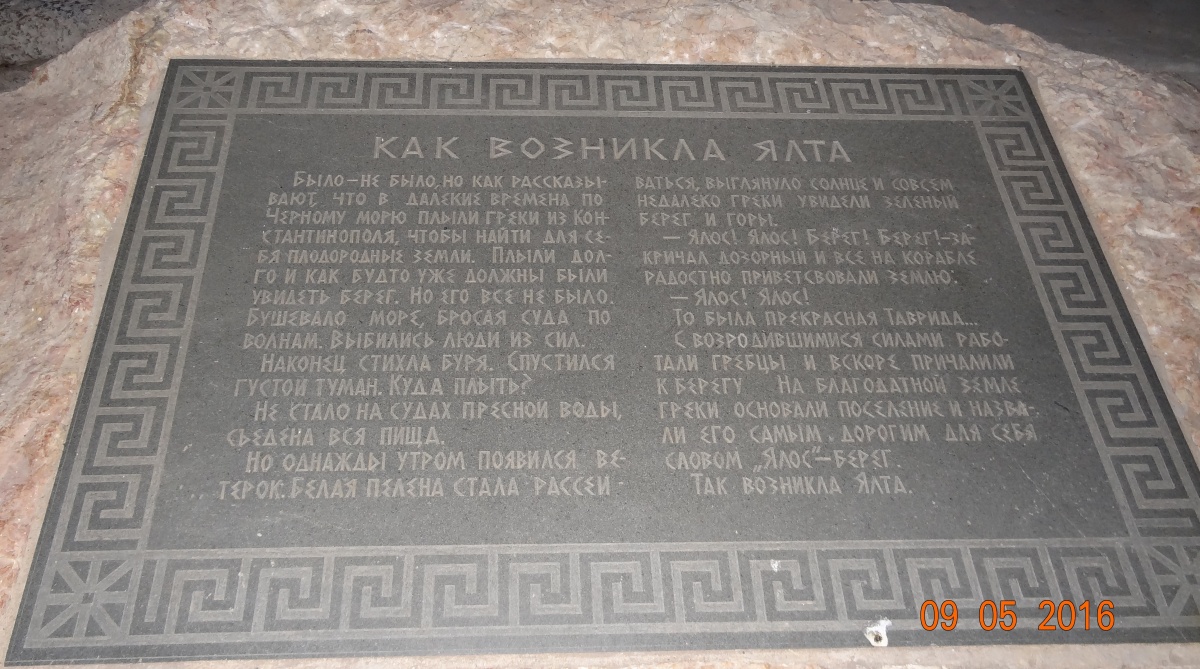 КАК ВОЗНИКЛА ЯЛТА
БЫЛО – НЕ БЫЛО, НО КАК РАССКАЗЫ-
ВАЮТ, ЧТО В ДАЛЕКИЕ ВРЕМЕНА ПО
ЧЕРНОМУ МОРЮ ПЛЫЛИ ГРЕКИ ИЗ КОН-
СТАНТИНОПОЛЯ, ЧТОБЫ НАЙТИ ДЛЯ СЕ-
БЯ ПЛОДОРОДНЫЕ ЗЕМЛИ. ПЛЫЛИ ДОЛ-
ГО И КАК БУДТО УЖЕ ДОЛЖНЫ БЫЛИ
УВИДЕТЬ БЕРЕГ. НО ЕГО ВСЕ НЕ БЫЛО.
БУШЕВАЛО МОРЕ, БРОСАЯ СУДА ПО
ВОЛНАМ. ВЫБИЛИСЬ ЛЮДИ ИЗ СИЛ.
НАКОНЕЦ СТИХЛА БУРЯ. СПУСТИЛСЯ
ГУСТОЙ ТУМАН. КУДА ПЛЫТЬ?
НЕ СТАЛО НА СУДАХ ПРЕСНОЙ ВОДЫ,
СЬЕДЕНА ВСЯ ПИЩА.
НО ОДНАЖДЫ УТРОМ ПОЯВИЛСЯ ВЕ-
ТЕРОК. БЕЛАЯ ПЕЛЕНА СТАЛА РАССЕИ-
ВАТЬСЯ, ВЫГЛЯНУЛО СОЛНЦЕ И СОВСЕМ
НЕДАЛЕКО ГРЕКИ УВИДЕЛИ ЗЕЛЕНЫЙ
БЕРЕГ И ГОРЫ.
– ЯЛОС! ЯЛОС! БЕРЕГ! БЕРЕГ! – ЗА-
КРИЧАЛ ДОЗОРНЫЙ И ВСЕ НА КОРАБЛЕ
РАДОСТНО ПРИВЕТСВОВАЛИ ЗЕМЛЮ:
– ЯЛОС! ЯЛОС!
ТО БЫЛА ПРЕКРАСНАЯ ТАВРИДА...
С ВОЗРОДИВШИМИСЯ СИЛАМИ РАБО-
ТАЛИ ГРЕБЦЫ И ВСКОРЕ ПРИЧАЛИЛИ
К БЕРЕГУ НА БЛАГОДАТНОЙ ЗЕМЛЕ
ГРЕКИ ОСНОВАЛИ ПОСЕЛЕНИЕ И НАЗВА-
ЛИ ЕГО САМЫМ ДОРОГИМ ДЛЯ СЕБЯ
СЛОВОМ „ЯЛОС“ – БЕРЕГ.
ТАК ВОЗНИКЛА ЯЛТА.
09 05 2016